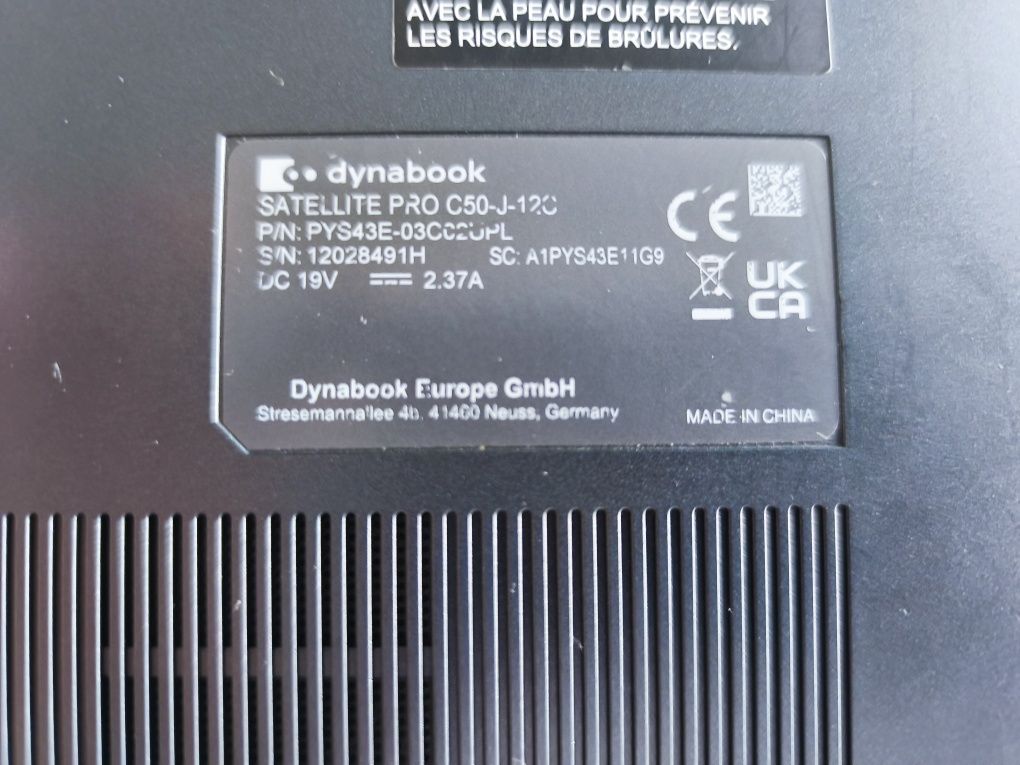 AVEC LA PEAU POUR PRÉVENIR
LES RISQUES DE BRÛLURES.
dynabook
SATELLITE PRO C50-J-12C
P/N: PYS43E-03C02UPL
S/N: 12028491H SC: A1PYS43E11G9
DC 19V 2.37A
CE
UK
CA
Dynabook Europe GmbH
Stresemannallee 4b, 41460 Neuss, Germany
MADE IN CHINA